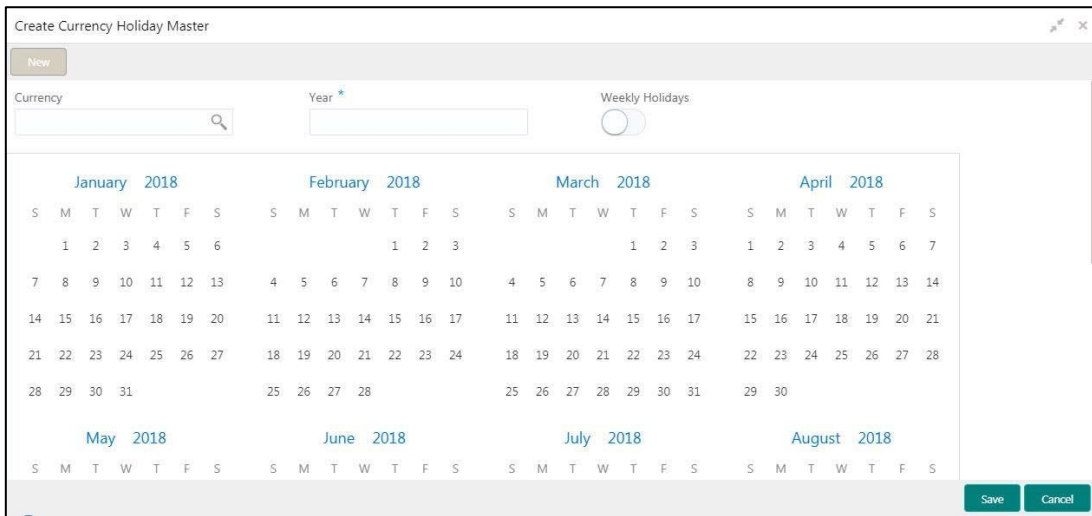 Create Currency Holiday Master
New
Currency Year * Weekly Holidays
January 2018 February 2018 March 2018 April 2018
S M T W T F S S M T W T F S S M T W T F S S M T W T F S
1 2 3 4 5 6 1 2 3 1 2 3 1 2 3 4 5 6 7
7 8 9 10 11 12 13 4 5 6 7 8 9 10 4 5 6 7 8 9 10 8 9 10 11 12 13 14
14 15 16 17 18 19 20 11 12 13 14 15 16 17 11 12 13 14 15 16 17 15 16 17 18 19 20 21
21 22 23 24 25 26 27 18 19 20 21 22 23 24 18 19 20 21 22 23 24 22 23 24 25 26 27 28
28 29 30 31 25 26 27 28 25 26 27 28 29 30 31 29 30
May 2018 June 2018 July 2018 August 2018
S M T W T F S S M T W T F S S M T W T F S S M T W T F S
Save Cancel